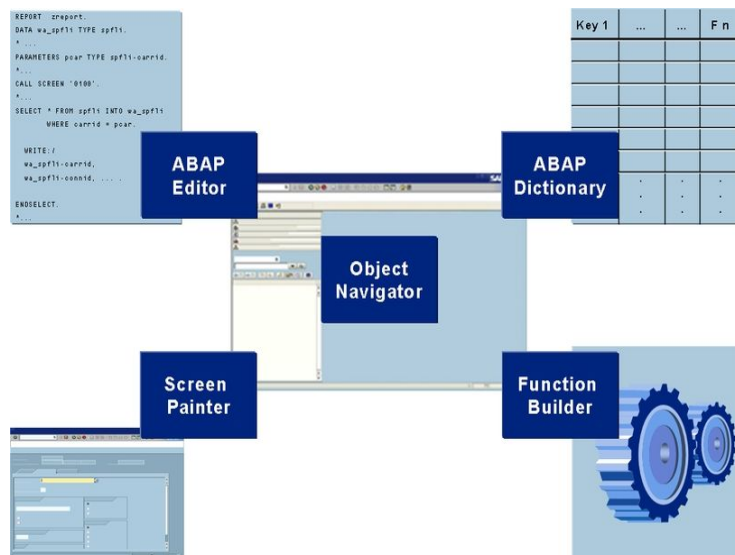 REPORT zreport.
DATA wa_spfli TYPE spfli.
* ...
PARAMETERS pcar TYPE spfli-carrid.
*...
CALL SCREEN '0100'.
*...
SELECT * FROM spfli INTO wa_spfli
WHERE carrid = pcar.
WRITE:/
wa_spfli-carrid,
wa_spfli-connid, ... .
ENDSELECT.
*...
Key 1 ... ... F n
ABAP
Editor
ABAP
Dictionary
Object
Navigator
Screen
Painter
Function
Builder